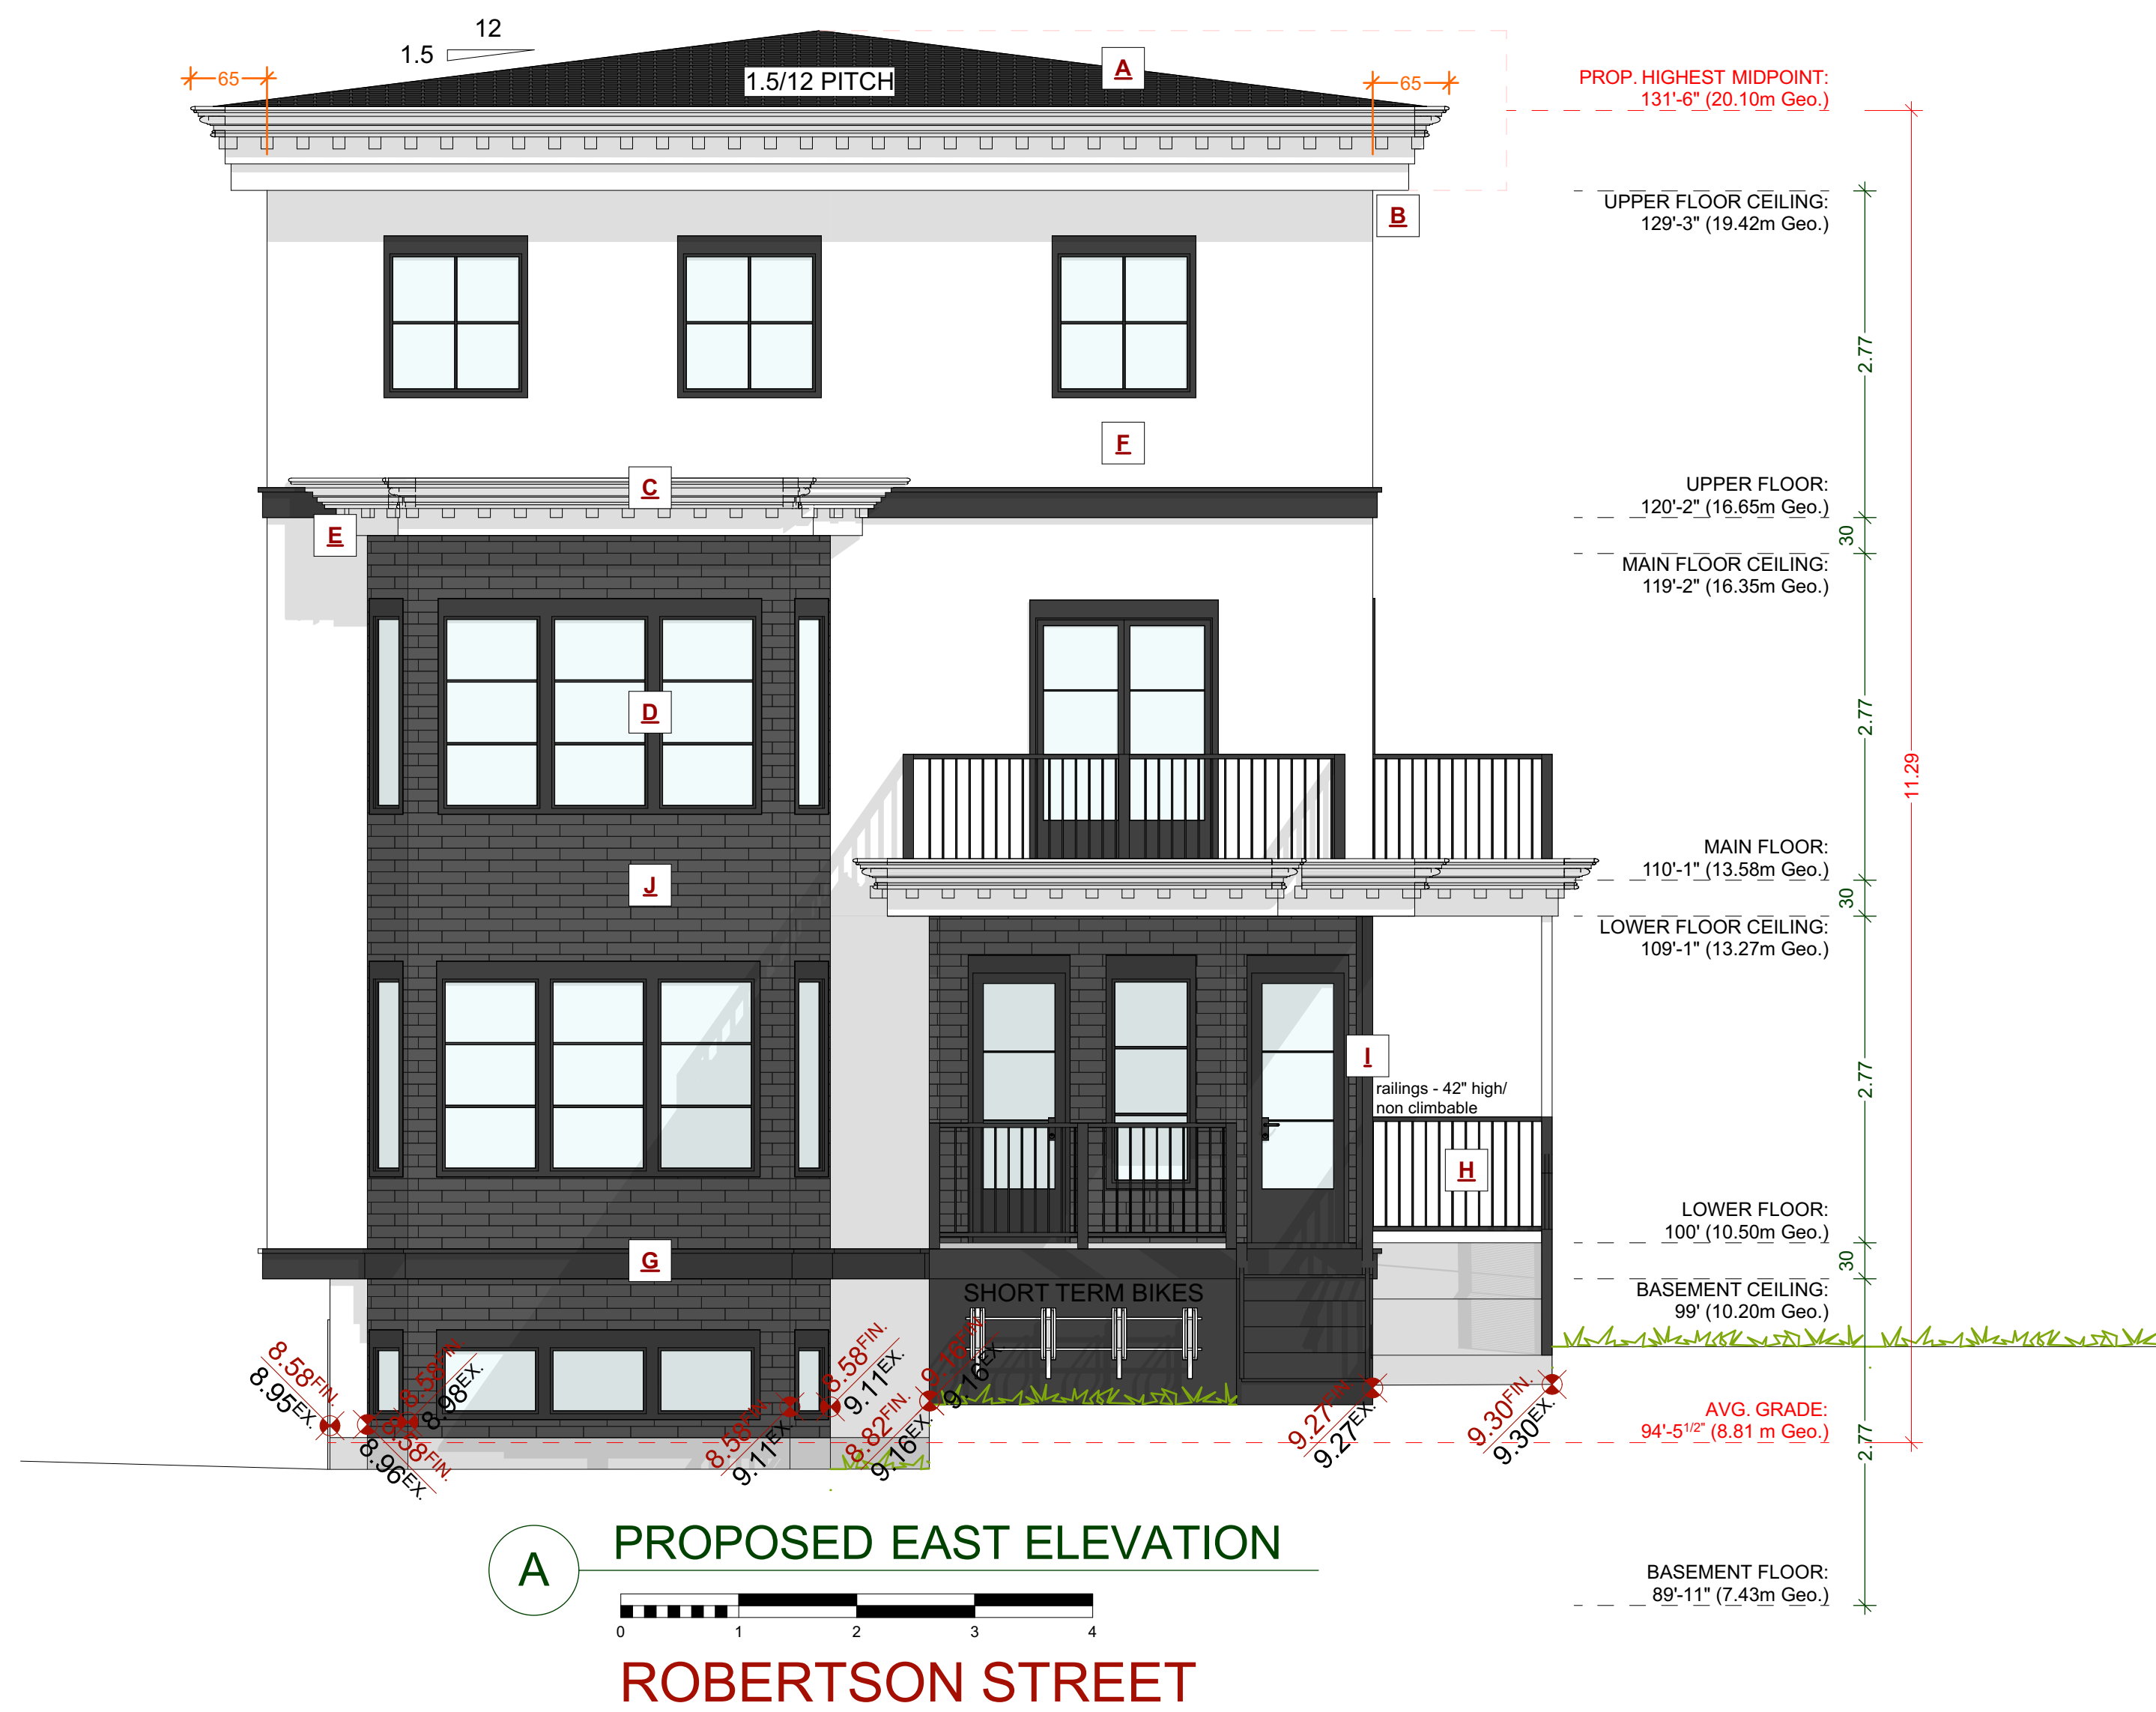 12
1.5
1.5/12 PITCH
65
65
A
B
PROP. HIGHEST MIDPOINT:
131'-6" (20.10m Geo.)
UPPER FLOOR CEILING:
129'-3" (19.42m Geo.)
2.77
F
C
E
UPPER FLOOR:
120'-2" (16.65m Geo.)
30
MAIN FLOOR CEILING:
119'-2" (16.35m Geo.)
D
2.77
11.29
J
MAIN FLOOR:
110'-1" (13.58m Geo.)
30
LOWER FLOOR CEILING:
109'-1" (13.27m Geo.)
I
railings - 42" high/
non climbable
2.77
H
LOWER FLOOR:
100' (10.50m Geo.)
30
G
BASEMENT CEILING:
99' (10.20m Geo.)
SHORT TERM BIKES
8.58FIN.
8.95EX.
8.58FIN.
8.98EX.
8.58FIN.
8.96EX.
8.58FIN.
9.11EX.
8.58FIN.
9.11EX.
8.82FIN.
9.16EX.
9.16FIN.
9.16EX.
9.27FIN.
9.27EX.
9.30FIN.
9.30EX.
AVG. GRADE:
94'-51/2" (8.81 m Geo.)
2.77
BASEMENT FLOOR:
89'-11" (7.43m Geo.)
A
PROPOSED EAST ELEVATION
0 1 2 3 4
ROBERTSON STREET